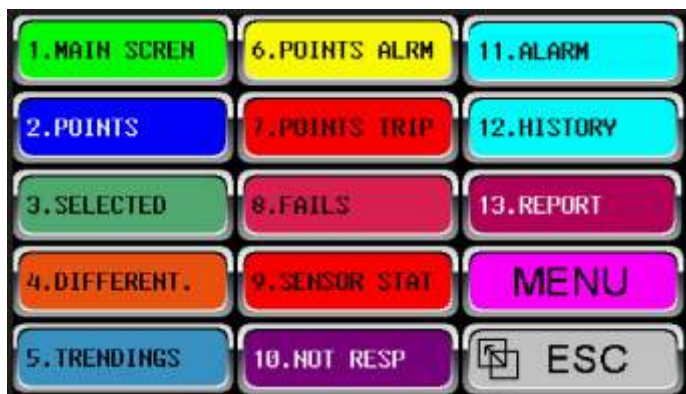 1.MAIN SCREN
2.POINTS
3.SELECTED
4.DIFFERENT.
5.TRENDINGS
6.POINTS ALRM
7.POINTS TRIP
8.FAILS
9.SENSOR STAT
10.NOT RESP
11.ALARM
12.HISTORY
13.REPORT
MENU
ESC